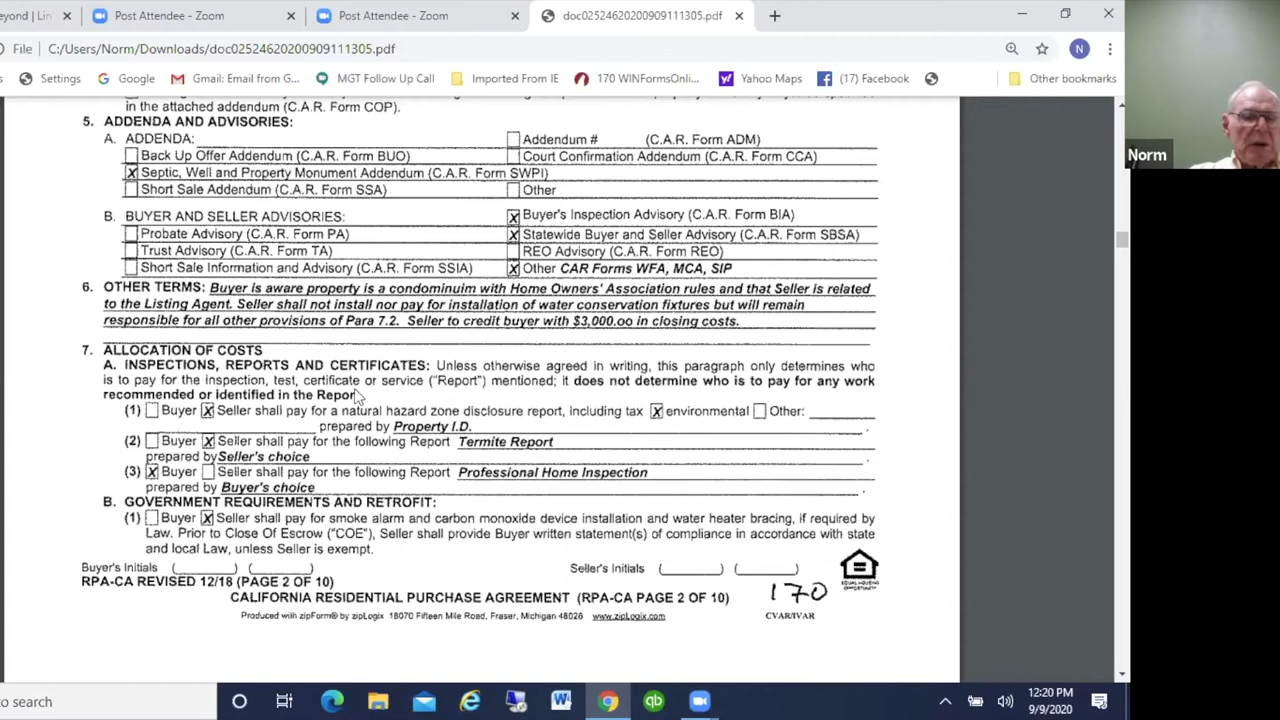 eyond | Lin
Post Attendee - Zoom
Post Attendee - Zoom
doc02524620200909111305.pdf
File C:/Users/Norm/Downloads/doc02524620200909111305.pdf
Settings Google Gmail: Email from G... MGT Follow Up Call Imported From IE 170 WINFormsOnli... Yahoo Maps (17) Facebook Other bookmarks
N
Norm
in the attached addendum (C.A.R. Form COP).
5. ADDENDA AND ADVISORIES:
A. ADDENDA: Addendum # (C.A.R. Form ADM)
Back Up Offer Addendum (C.A.R. Form BUO) Court Confirmation Addendum (C.A.R. Form CCA)
X Septic, Well and Property Monument Addendum (C.A.R. Form SWPI)
Short Sale Addendum (C.A.R. Form SSA) Other
B. BUYER AND SELLER ADVISORIES: X Buyer's Inspection Advisory (C.A.R. Form BIA)
Probate Advisory (C.A.R. Form PA) X Statewide Buyer and Seller Advisory (C.A.R. Form SBSA)
Trust Advisory (C.A.R. Form TA) REO Advisory (C.A.R. Form REO)
Short Sale Information and Advisory (C.A.R. Form SSIA) X Other CAR Forms WFA, MCA, SIP
6. OTHER TERMS: Buyer is aware property is a condominuim with Home Owners' Association rules and that Seller is related
to the Listing Agent. Seller shall not install nor pay for installation of water conservation fixtures but will remain
responsible for all other provisions of Para 7.2. Seller to credit buyer with $3,000.oo in closing costs.
7. ALLOCATION OF COSTS
A. INSPECTIONS, REPORTS AND CERTIFICATES: Unless otherwise agreed in writing, this paragraph only determines who
is to pay for the inspection, test, certificate or service ("Report") mentioned; it does not determine who is to pay for any work
recommended or identified in the Repor
(1) Buyer X Seller shall pay for a natural hazard zone disclosure report, including tax X environmental Other:
prepared by Property I.D.
(2) Buyer X Seller shall pay for the following Report Termite Report
prepared by Seller's choice
(3) X Buyer Seller shall pay for the following Report Professional Home Inspection
prepared by Buyer's choice
B. GOVERNMENT REQUIREMENTS AND RETROFIT:
(1) Buyer X Seller shall pay for smoke alarm and carbon monoxide device installation and water heater bracing, if required by
Law. Prior to Close Of Escrow ("COE"), Seller shall provide Buyer written statement(s) of compliance in accordance with state
and local Law, unless Seller is exempt.
Buyer's Initials ( ) ( ) Seller's Initials ( ) ( )
RPA-CA REVISED 12/18 (PAGE 2 OF 10)
CALIFORNIA RESIDENTIAL PURCHASE AGREEMENT (RPA-CA PAGE 2 OF 10)
170
EQUAL HOUSING OPPORTUNITY
Produced with zipForm® by zipLogix 18070 Fifteen Mile Road, Fraser, Michigan 48026 www.zipLogix.com CVAR/IVAR
to search
12:20 PM
9/9/2020